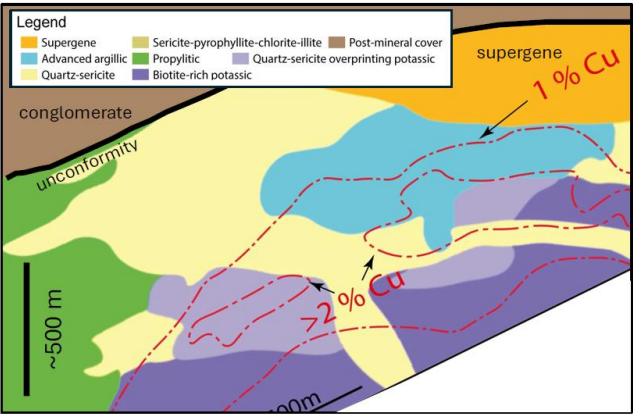 Legend
Supergene
Sericite-pyrophyllite-chlorite-illite
Post-mineral cover
Advanced argillic
Propylitic
Quartz-sericite overprinting potassic
Quartz-sericite
Biotite-rich potassic
supergene
1 % Cu
conglomerate
unconformity
>2 % Cu
~500 m